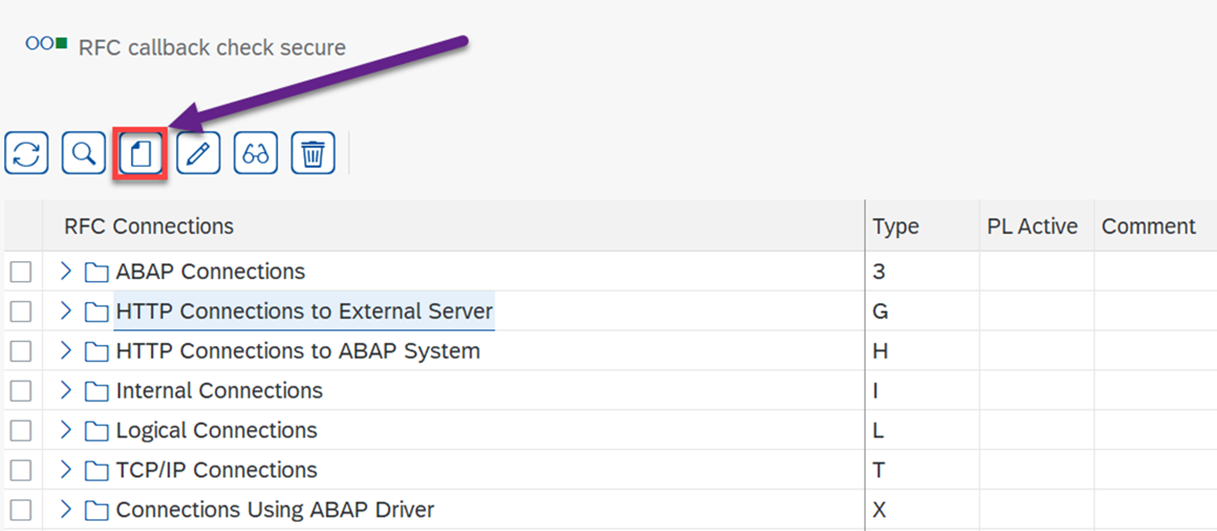 RFC callback check secure
RFC Connections Type PL Active Comment
ABAP Connections 3
HTTP Connections to External Server G
HTTP Connections to ABAP System H
Internal Connections I
Logical Connections L
TCP/IP Connections T
Connections Using ABAP Driver X